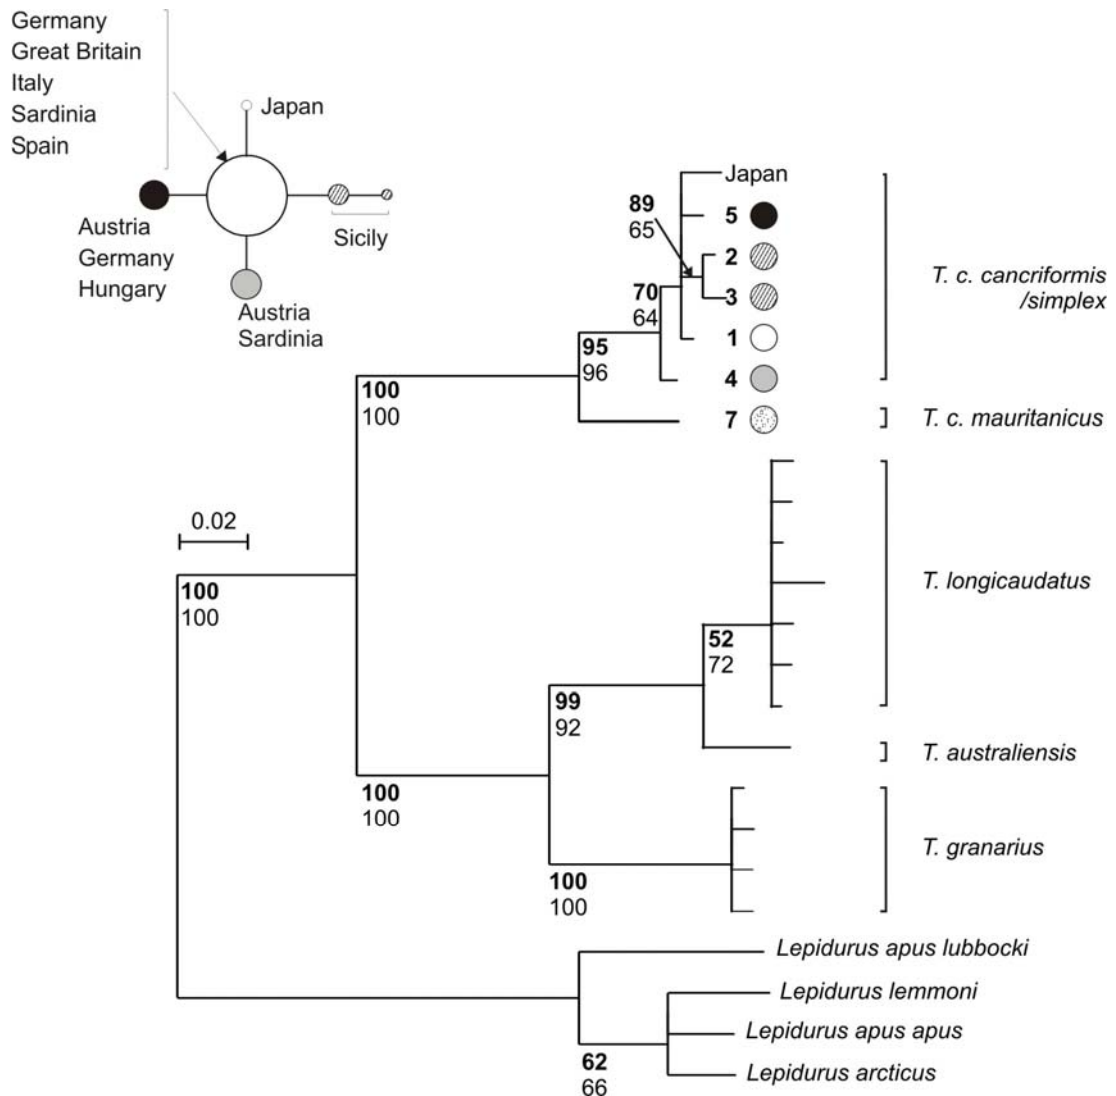 Germany
Great Britain
Italy
Sardinia
Spain
Japan
Sicily
Austria
Germany
Hungary
Austria
Sardinia
Japan
89
65
5
2
3
70
64
1
95
96
4
100
100
7
T. c. cancriformis
/simplex
T. c. mauritanicus
0.02
100
100
T. longicaudatus
52
72
99
92
T. australiensis
100
100
T. granarius
100
100
Lepidurus apus lubbocki
Lepidurus lemmoni
Lepidurus apus apus
62
66
Lepidurus arcticus